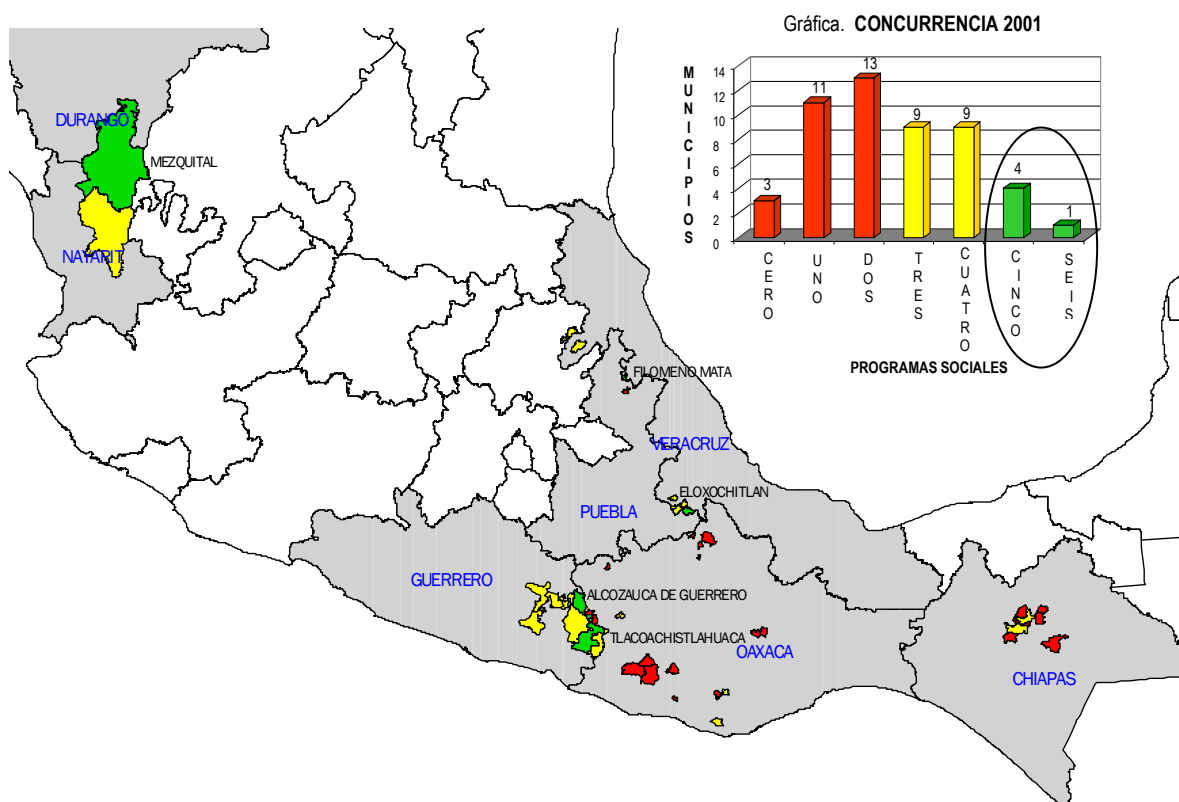 Gráfica. CONCURRENCIA 2001
MUNICIPIOS
14
12
10
8
6
4
2
0
3
11
13
9
9
4
1
CERO
UNO
DOS
TRES
CUATRO
CINCO
SEIS
PROGRAMAS SOCIALES
DURANGO
MEZQUITAL
NAYARIT
FILOMENO MATA
VERACRUZ
ELOXOCHITLAN
PUEBLA
GUERRERO
ALCOZAUCA DE GUERRERO
TLACOACHISTLAHUACA
OAXACA
CHIAPAS